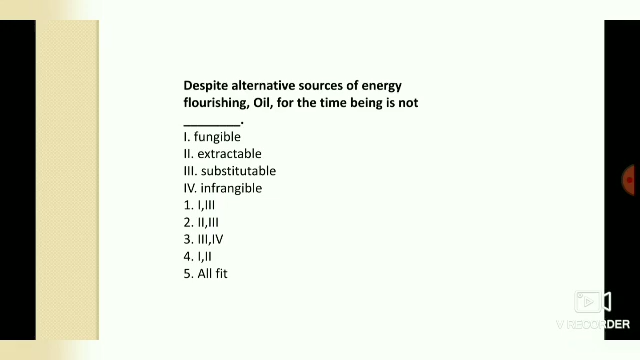 Despite alternative sources of energy
flourishing, Oil, for the time being is not
________.
I. fungible
II. extractable
III. substitutable
IV. infrangible
1. I,III
2. II,III
3. III,IV
4. I,II
5. All fit
V RECORDER